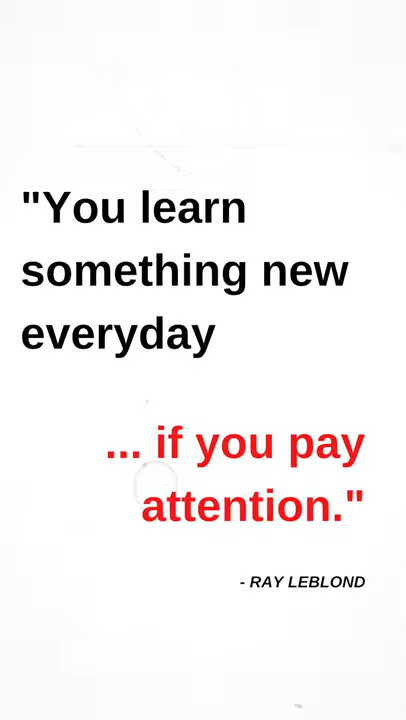 "You learn
something new
everyday
... if you pay
attention."
- RAY LEBLOND